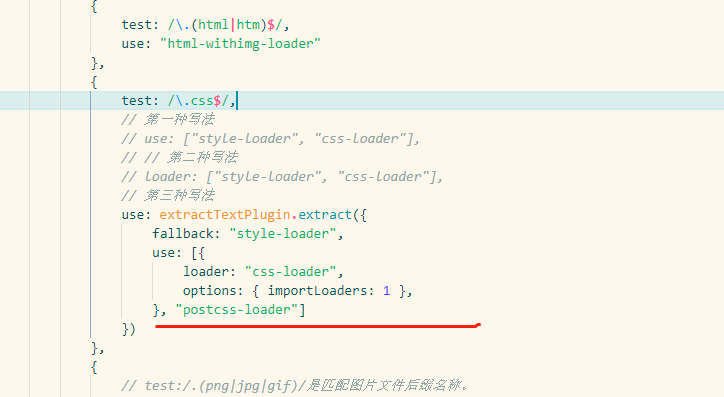 {
test: /\.(html|htm)$/,
use: "html-withimg-loader"
},
{
test: /\.css$/,
// 第一种写法
// use: ["style-loader", "css-loader"],
// // 第二种写法
// loader: ["style-loader", "css-loader"],
// 第三种写法
use: extractTextPlugin.extract({
fallback: "style-loader",
use: [{
loader: "css-loader",
options: { importLoaders: 1 },
}, "postcss-loader"]
})
},
{
// test:/.(png|jpg|gif)/是匹配图片文件后缀名称。